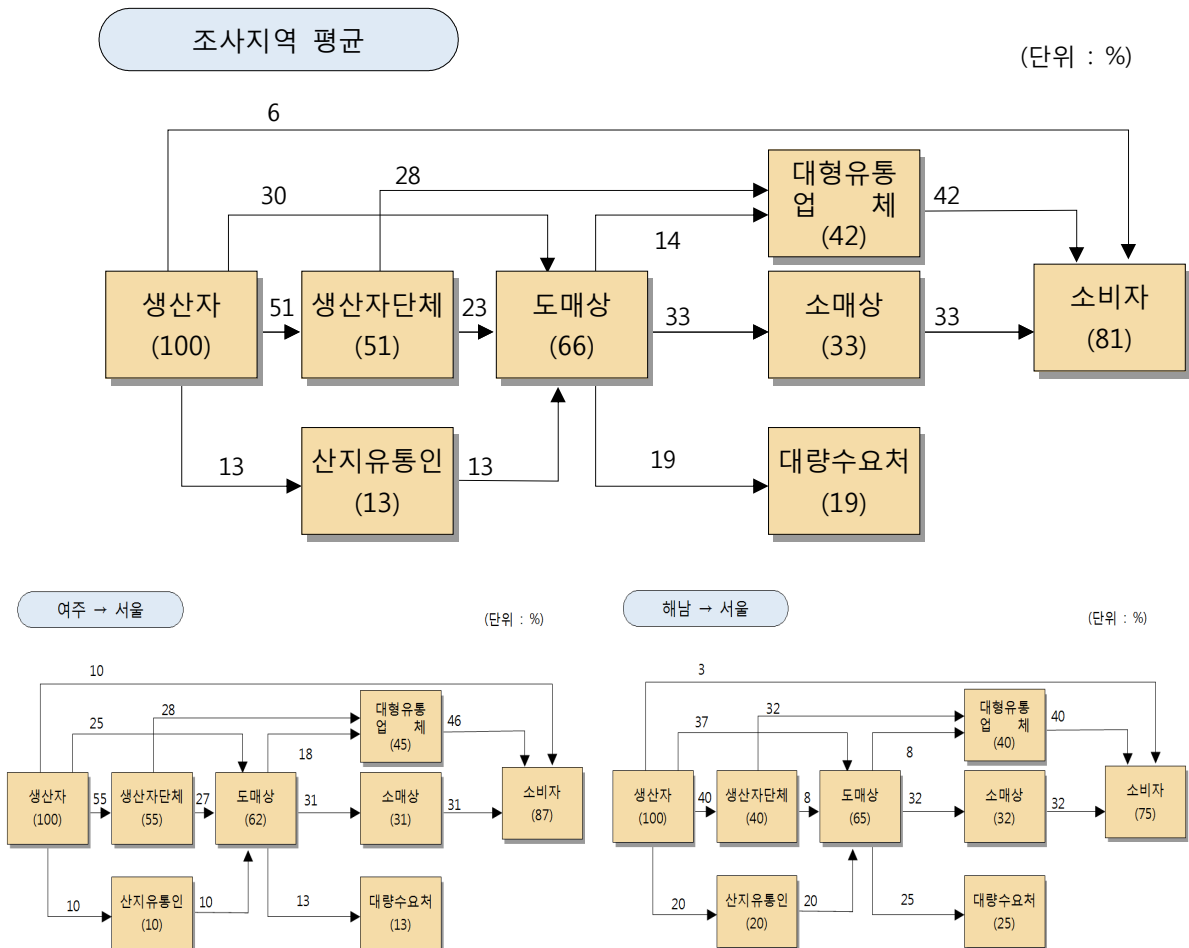 조사지역 평균
(단위 : %)
6
28
대형유통
업 체
(42)
42
30
14
생산자
(100)
51
생산자단체
(51)
23
도매상
(66)
33
소매상
(33)
33
소비자
(81)
13
산지유통인
(13)
13
19
대량수요처
(19)
여주 → 서울
(단위 : %)
10
28
대형유통
업 체
(45)
46
25
18
생산자
(100)
55
생산자단체
(55)
27
도매상
(62)
31
소매상
(31)
31
소비자
(87)
10
산지유통인
(10)
10
13
대량수요처
(13)
해남 → 서울
(단위 : %)
3
32
대형유통
업 체
(40)
40
37
8
생산자
(100)
40
생산자단체
(40)
8
도매상
(65)
32
소매상
(32)
32
소비자
(75)
20
산지유통인
(20)
20
25
대량수요처
(25)